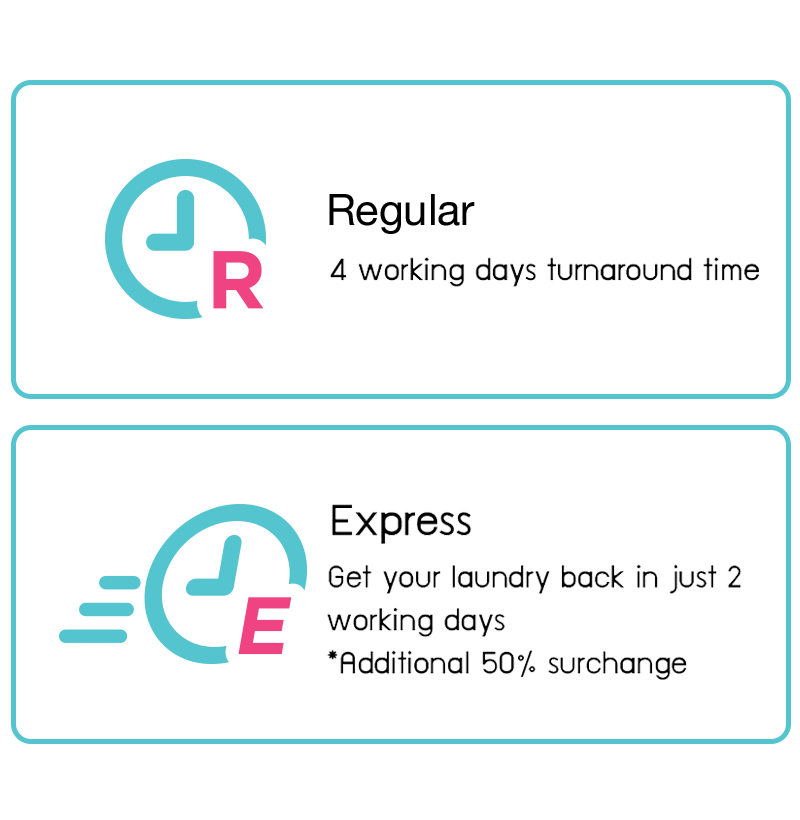 R
Regular
4 working days turnaround time
E
Express
Get your laundry back in just 2
working days
*Additional 50% surchange